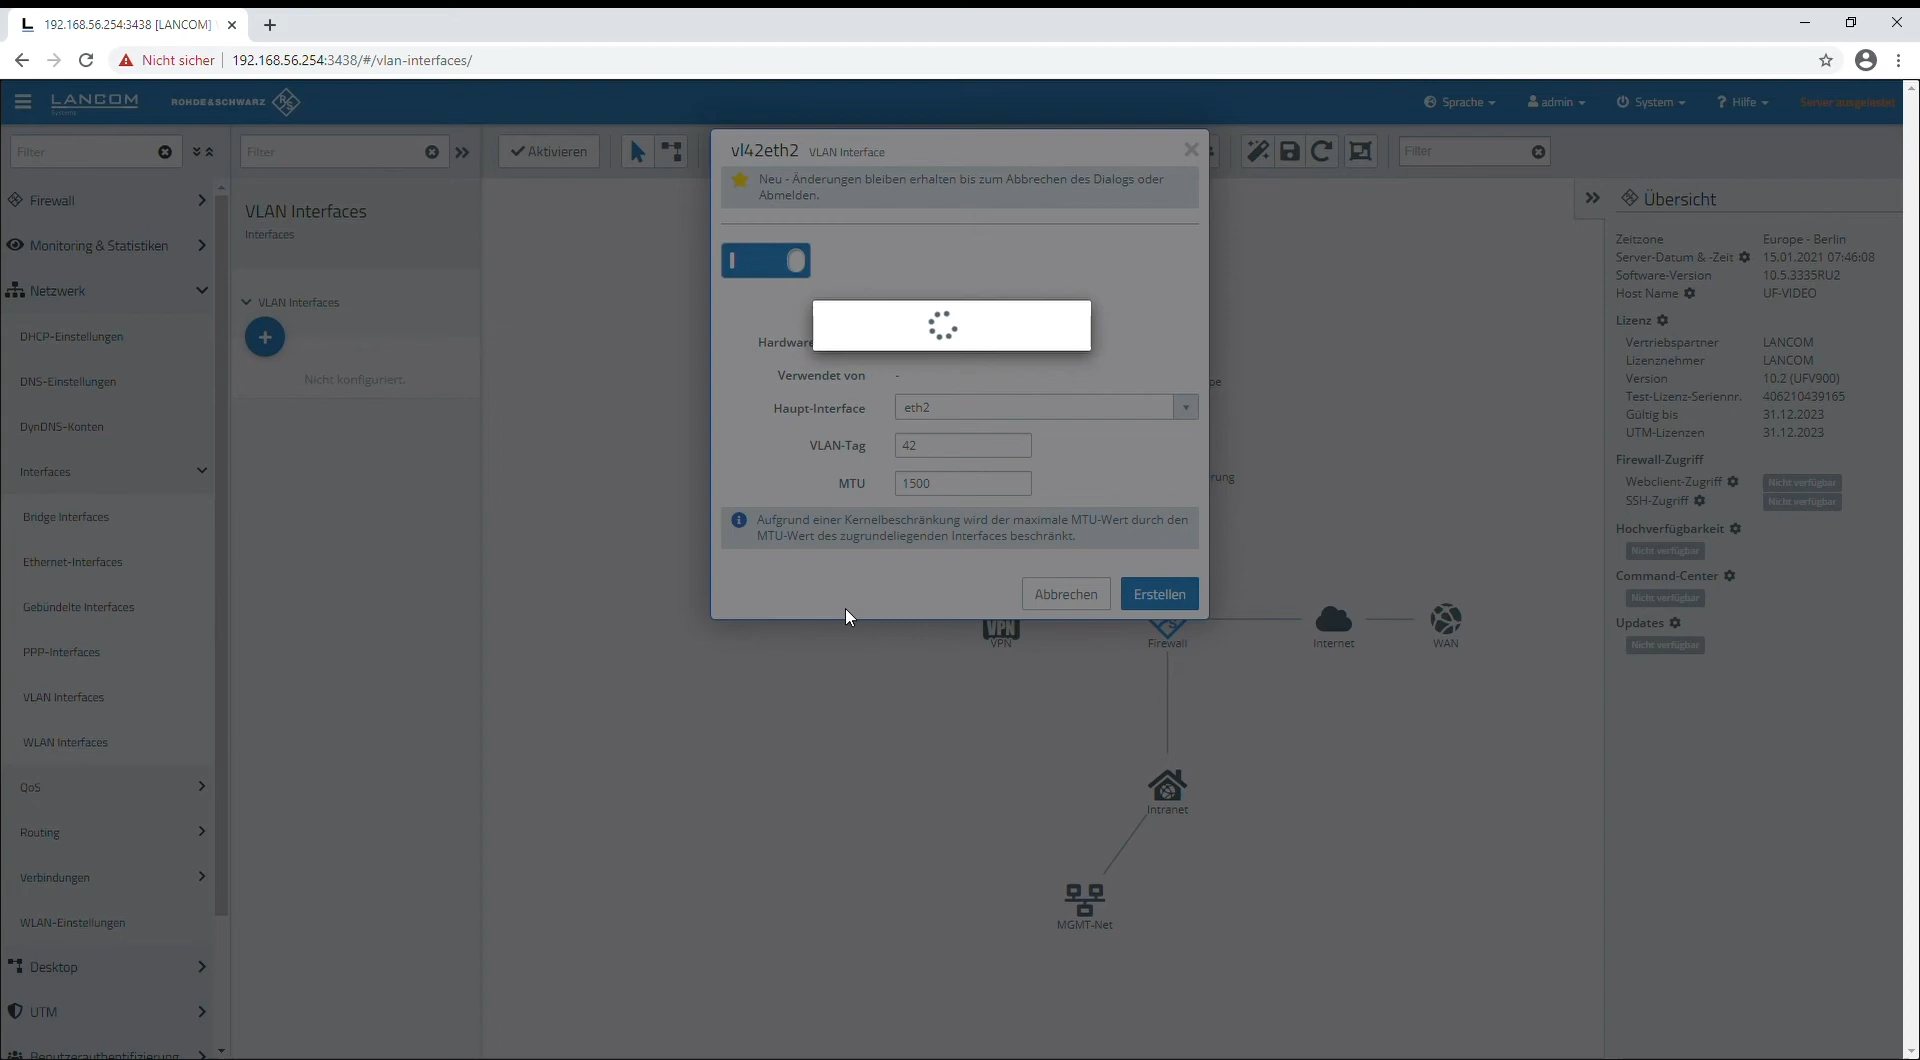 192.168.56.254:3438 [LANCOM]
Nicht sicher
192.168.56.254:3438/#/vlan-interfaces/
LANCOM
Systems
ROHDE&SCHWARZ
Sprache
admin
System
? Hilfe
Server ausgelastet
Filter
Filter
Aktivieren
Filter
Firewall
Monitoring & Statistiken
Netzwerk
DHCP-Einstellungen
DNS-Einstellungen
DynDNS-Konten
Interfaces
Bridge Interfaces
Ethernet-Interfaces
Gebündelte Interfaces
PPP-Interfaces
VLAN Interfaces
WLAN Interfaces
QoS
Routing
Verbindungen
WLAN-Einstellungen
Desktop
UTM
Benutzerauthentifizierung
VLAN Interfaces
Interfaces
VLAN Interfaces
Nicht konfiguriert.
vl42eth2 VLAN Interface
Neu - Änderungen bleiben erhalten bis zum Abbrechen des Dialogs oder
Abmelden.
Hardware
Verwendet von -
Haupt-Interface eth2
VLAN-Tag 42
MTU 1500
Aufgrund einer Kernelbeschränkung wird der maximale MTU-Wert durch den
MTU-Wert des zugrundeliegenden Interfaces beschränkt.
Abbrechen
Erstellen
VPN
VPN
Firewall
Internet
WAN
Intranet
MGMT-Net
Übersicht
Zeitzone Europe - Berlin
Server-Datum & -Zeit 15.01.2021 07:46:08
Software-Version 10.5.3335RU2
Host Name UF-VIDEO
Lizenz
Vertriebspartner LANCOM
Lizenznehmer LANCOM
Version 10.2 (UFV900)
Test-Lizenz-Seriennr. 406210439165
Gültig bis 31.12.2023
UTM-Lizenzen 31.12.2023
Firewall-Zugriff
Webclient-Zugriff Nicht verfügbar
SSH-Zugriff Nicht verfügbar
Hochverfügbarkeit
Nicht verfügbar
Command-Center
Nicht verfügbar
Updates
Nicht verfügbar